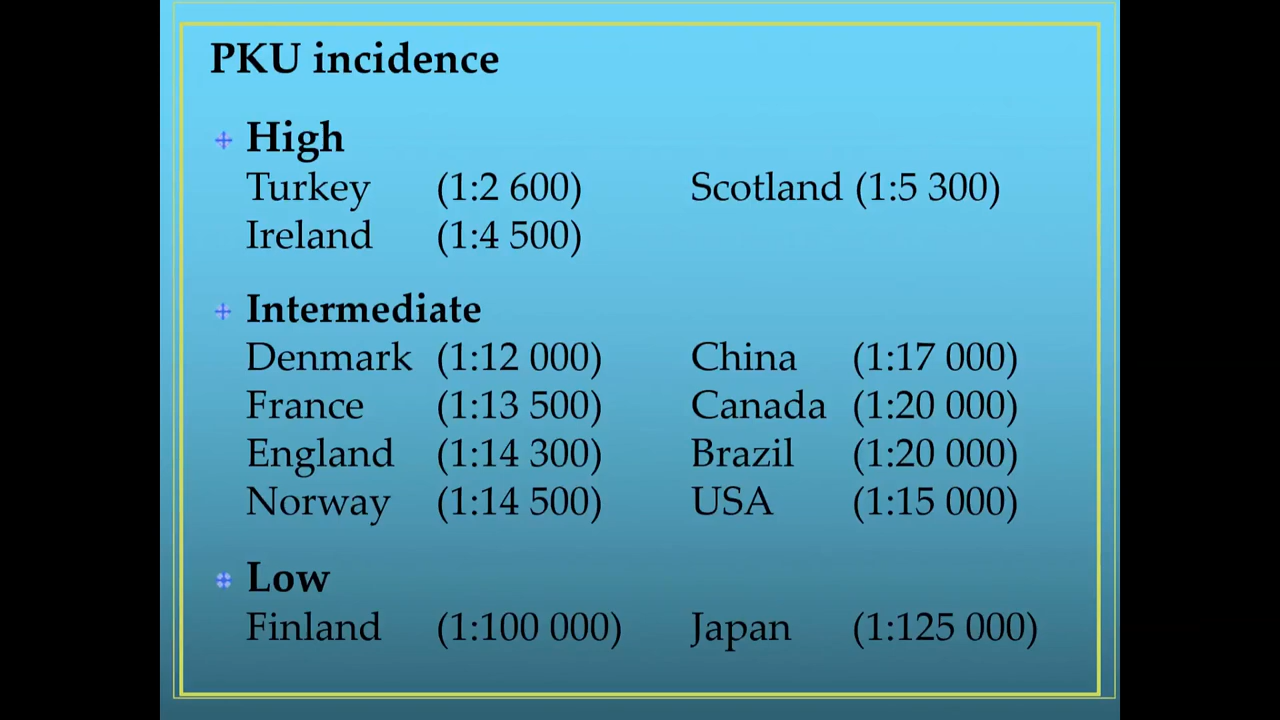 PKU incidence
High
Turkey (1:2 600) Scotland (1:5 300)
Ireland (1:4 500)
Intermediate
Denmark (1:12 000) China (1:17 000)
France (1:13 500) Canada (1:20 000)
England (1:14 300) Brazil (1:20 000)
Norway (1:14 500) USA (1:15 000)
Low
Finland (1:100 000) Japan (1:125 000)